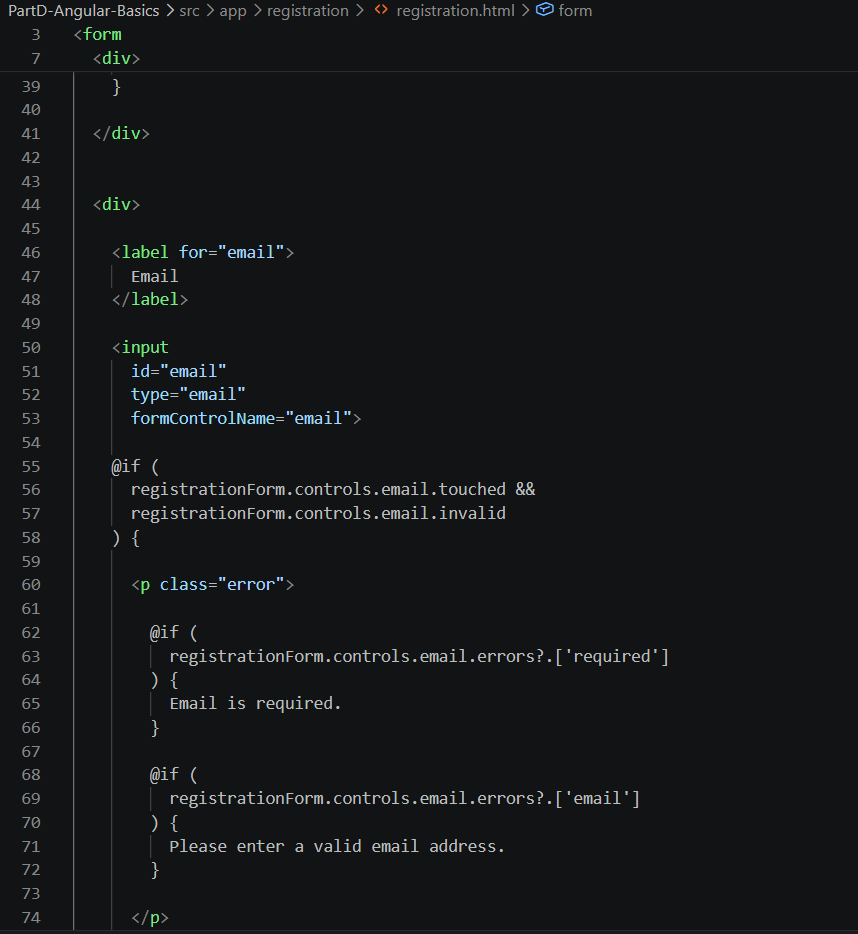 PartD-Angular-Basics > src > app > registration > <> registration.html > form
3 <form
7 <div>
39 }
40
41 </div>
42
43
44 <div>
45
46 <label for="email">
47 Email
48 </label>
49
50 <input
51 id="email"
52 type="email"
53 formControlName="email">
54
55 @if (
56 registrationForm.controls.email.touched &&
57 registrationForm.controls.email.invalid
58 ) {
59
60 <p class="error">
61
62 @if (
63 registrationForm.controls.email.errors?.['required']
64 ) {
65 Email is required.
66 }
67
68 @if (
69 registrationForm.controls.email.errors?.['email']
70 ) {
71 Please enter a valid email address.
72 }
73
74 </p>